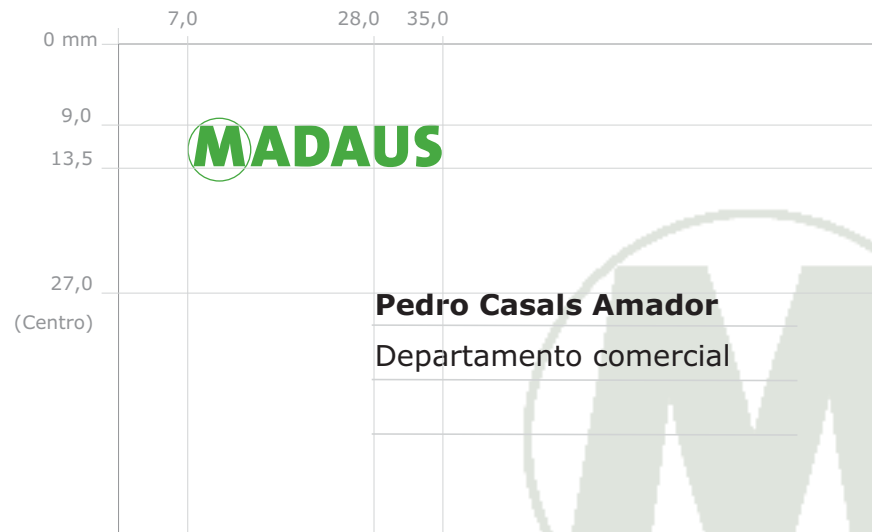 7,0 28,0 35,0
0 mm
9,0
MADAUS
13,5
27,0
Pedro Casals Amador
(Centro)
Departamento comercial
M